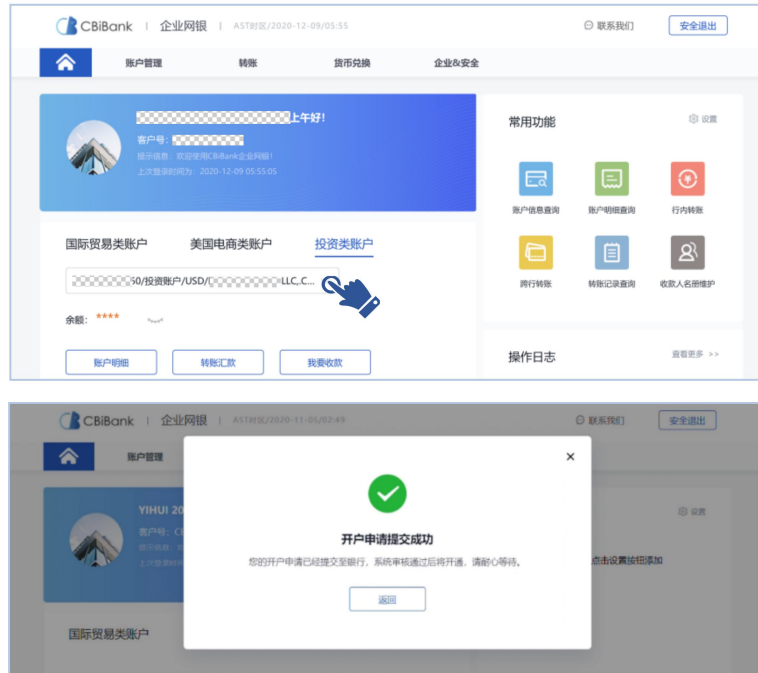 CBiBank | 企业网银 | AST时区/2020-12-09/05:55 联系我们 安全退出
账户管理 转账 货币兑换 企业&安全
上午好!
客户号:
提示信息: 欢迎使用CBiBank企业网银!
上次登录时间为: 2020-12-09 05:55:05
常用功能 设置
账户信息查询 账户明细查询 行内转账
跨行转账 转账记录查询 收款人名册维护
国际贸易类账户 美国电商类账户 投资类账户
60/投资账户/USD/ LLC,.C...
余额: ****
账户明细 转账汇款 我要收款
操作日志 查看更多 >>
CBiBank | 企业网银 | AST时区/2020-11-05/02:49 联系我们 安全退出
账户管理
×
YIHUI 20
客户号: CB
提示信息:
上次登录时间
设置
点击设置按钮添加
开户申请提交成功
您的开户申请已经提交至银行, 系统审核通过后将开通, 请耐心等待。
返回
国际贸易类账户